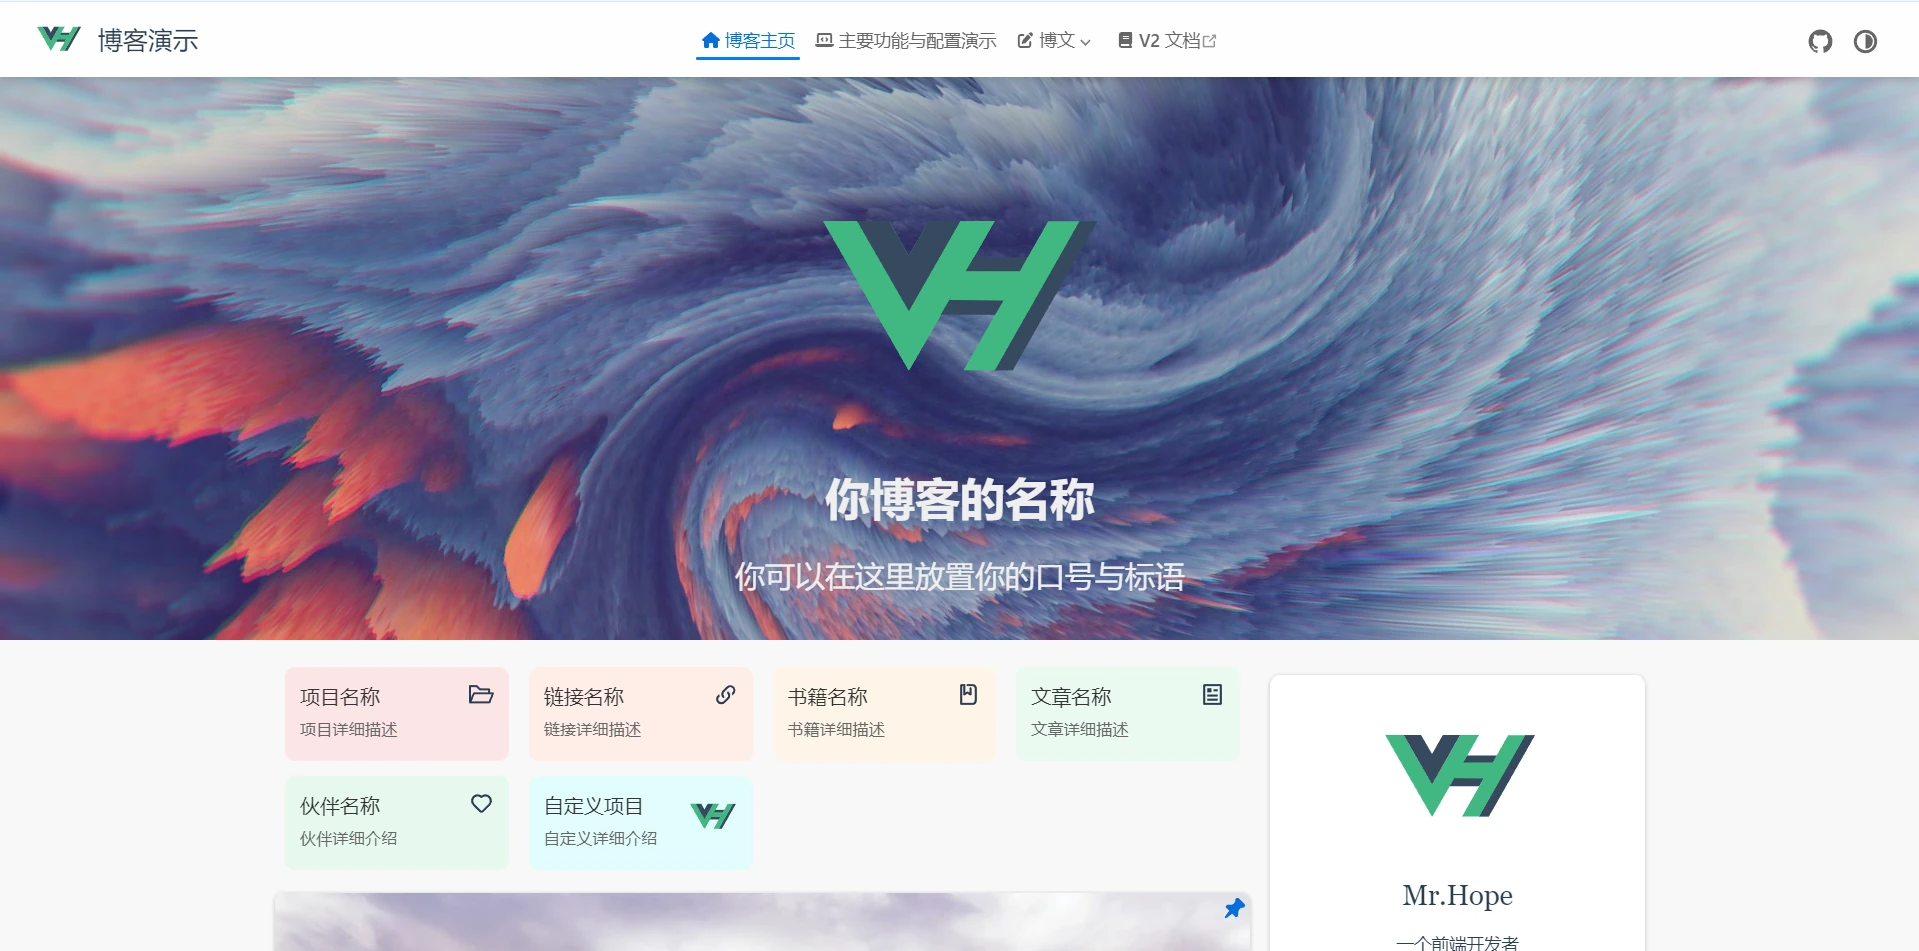 博客演示
博客主页 主要功能与配置演示 博文 V2 文档
你博客的名称
你可以在这里放置你的口号与标语
项目名称
项目详细描述
链接名称
链接详细描述
书籍名称
书籍详细描述
文章名称
文章详细描述
伙伴名称
伙伴详细介绍
自定义项目
自定义详细介绍
Mr.Hope
一个前端开发者